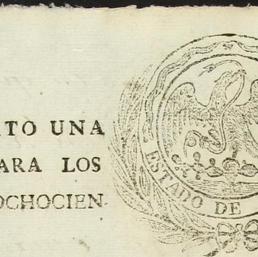 TO UNA
ARA LOS
OCHOCIEN-
ESTADO DE